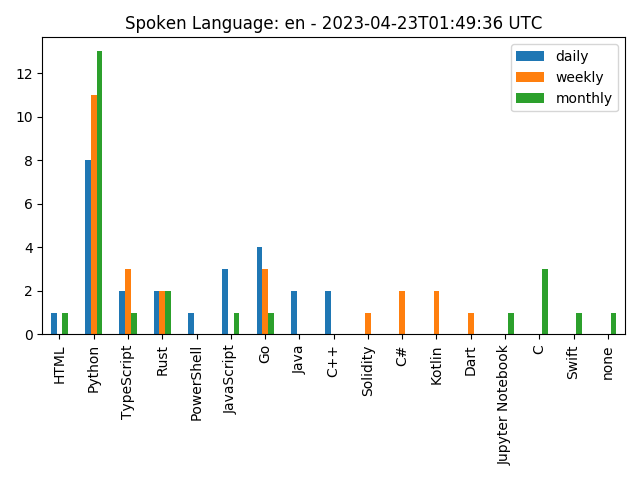 Spoken Language: en - 2023-04-23T01:49:36 UTC
daily
weekly
monthly
12
10
8
6
4
2
0
HTML
Python
TypeScript
Rust
PowerShell
JavaScript
Go
Java
C++
Solidity
C#
Kotlin
Dart
Jupyter Notebook
C
Swift
none